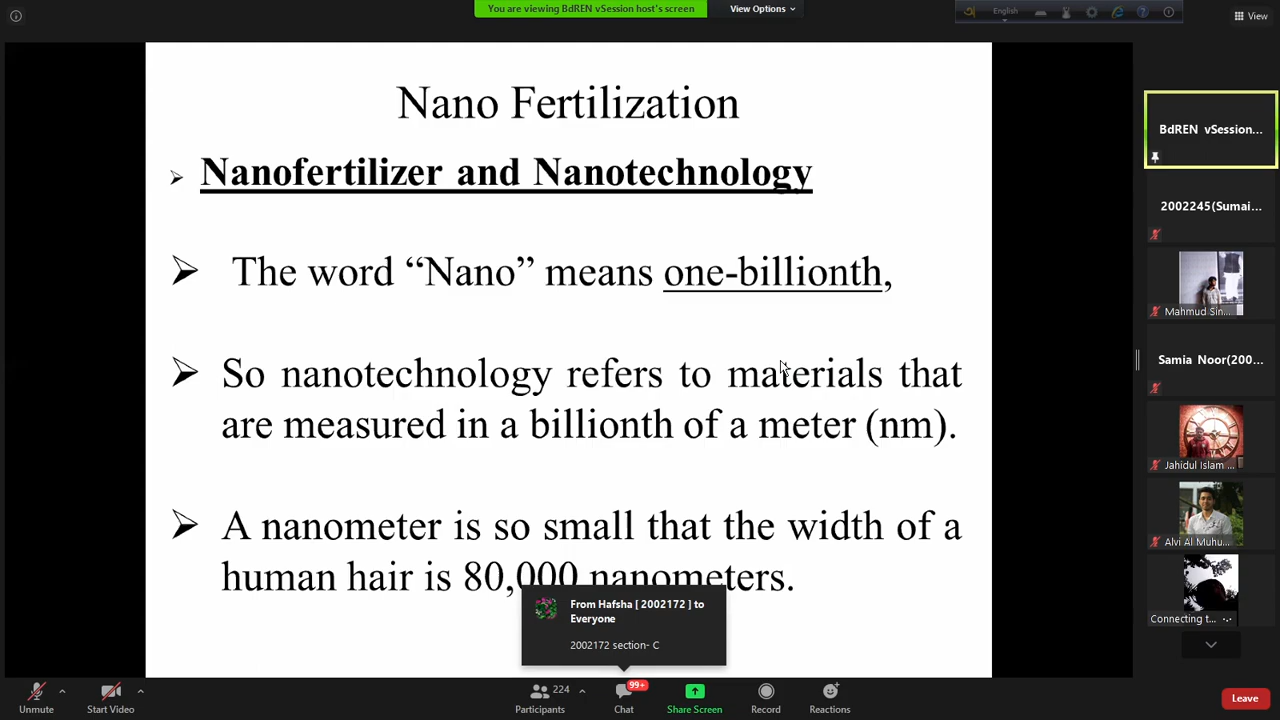 You are viewing BdREN vSession host's screen
View Options
English
View
Nano Fertilization
Nanofertilizer and Nanotechnology
The word “Nano” means one-billionth,
So nanotechnology refers to materials that
are measured in a billionth of a meter (nm).
A nanometer is so small that the width of a
human hair is 80,000 nanometers.
From Hafsha [ 2002172 ] to
Everyone
2002172 section- C
BdREN vSession...
2002245(Sumai...
Mahmud Sin...
Samia Noor(200...
Jahidul Islam ...
Alvi Al Muhu...
Connecting t...
Unmute
Start Video
224
Participants
99+
Chat
Share Screen
Record
Reactions
Leave